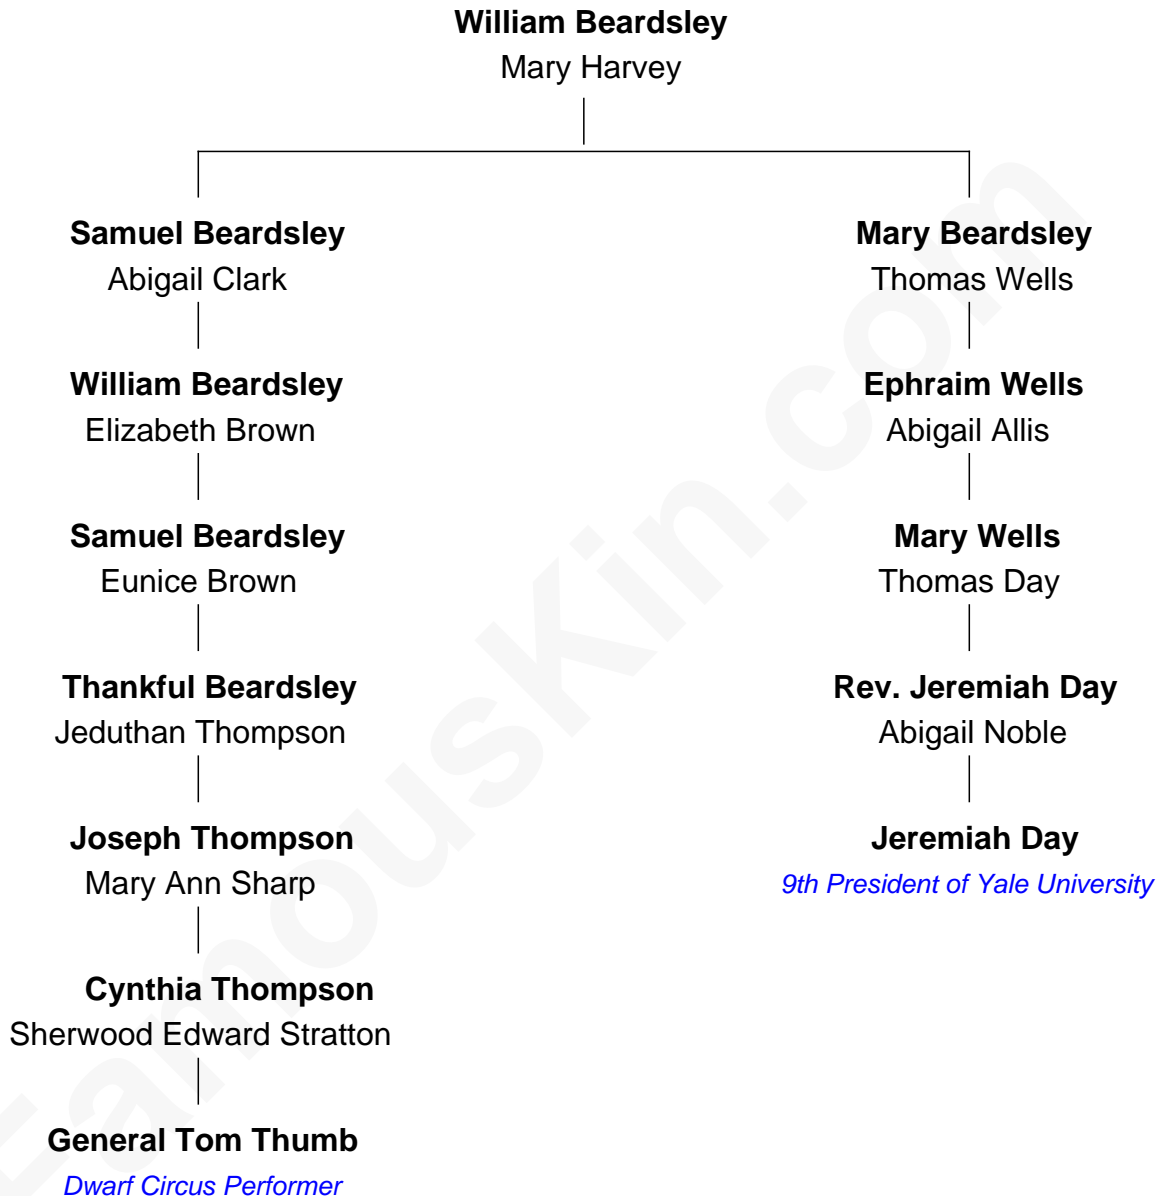 William Beardsley
Mary Harvey
Samuel Beardsley
Abigail Clark
William Beardsley
Elizabeth Brown
Samuel Beardsley
Eunice Brown
Thankful Beardsley
Jeduthan Thompson
Joseph Thompson
Mary Ann Sharp
Cynthia Thompson
Sherwood Edward Stratton
General Tom Thumb
Dwarf Circus Performer
Mary Beardsley
Thomas Wells
Ephraim Wells
Abigail Allis
Mary Wells
Thomas Day
Rev. Jeremiah Day
Abigail Noble
Jeremiah Day
9th President of Yale University
FamousKin.com